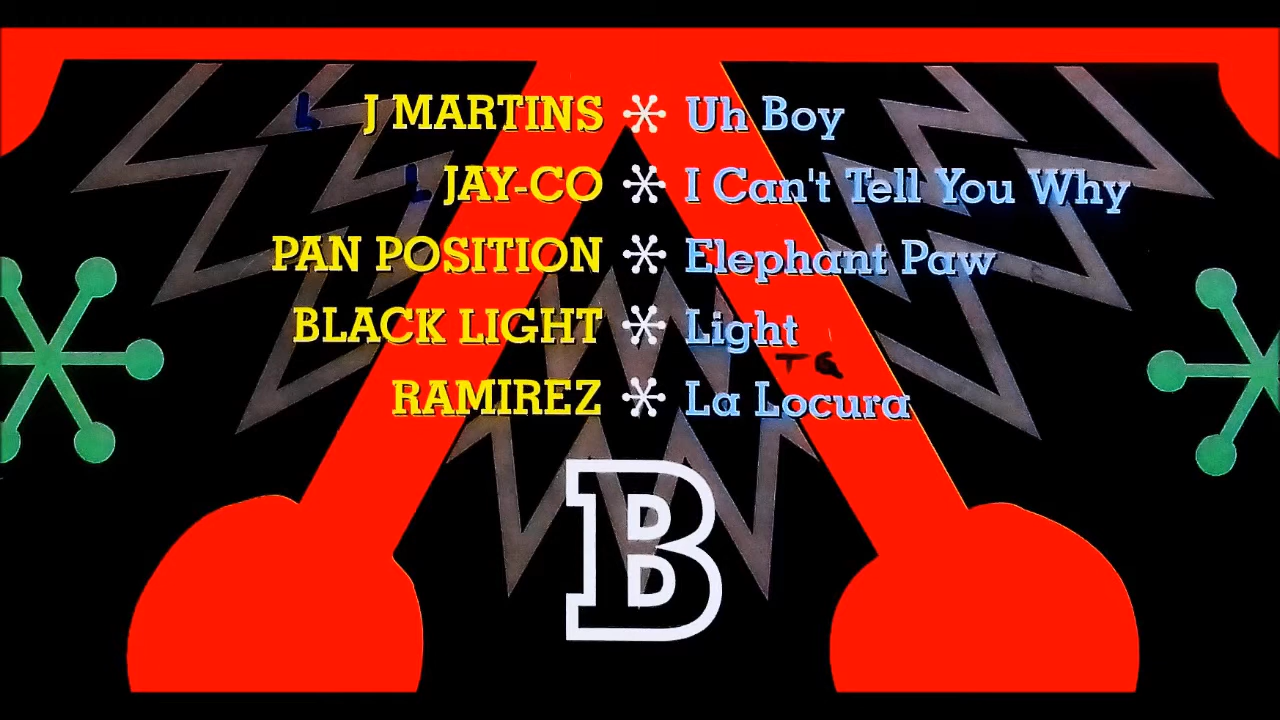 J MARTINS * Uh Boy
JAY-CO * I Can't Tell You Why
PAN POSITION * Elephant Paw
BLACK LIGHT * Light
RAMIREZ * La Locura
B